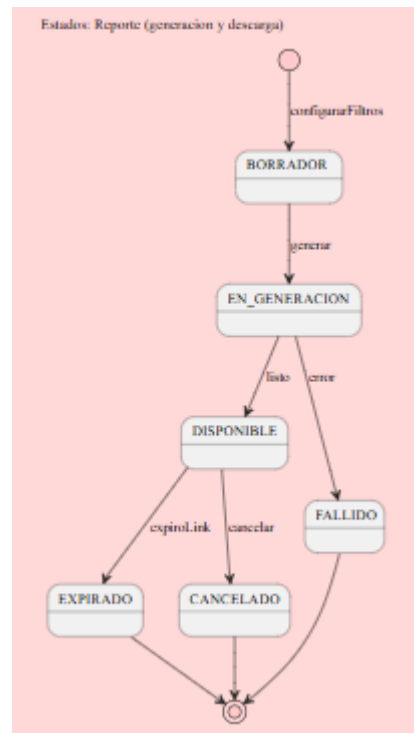 Estados: Reporte (generacion y descarga)
configurarFiltros
BORRADOR
generar
EN_GENERACION
listo
error
DISPONIBLE
FALLIDO
expiroLink
cancelar
EXPIRADO
CANCELADO